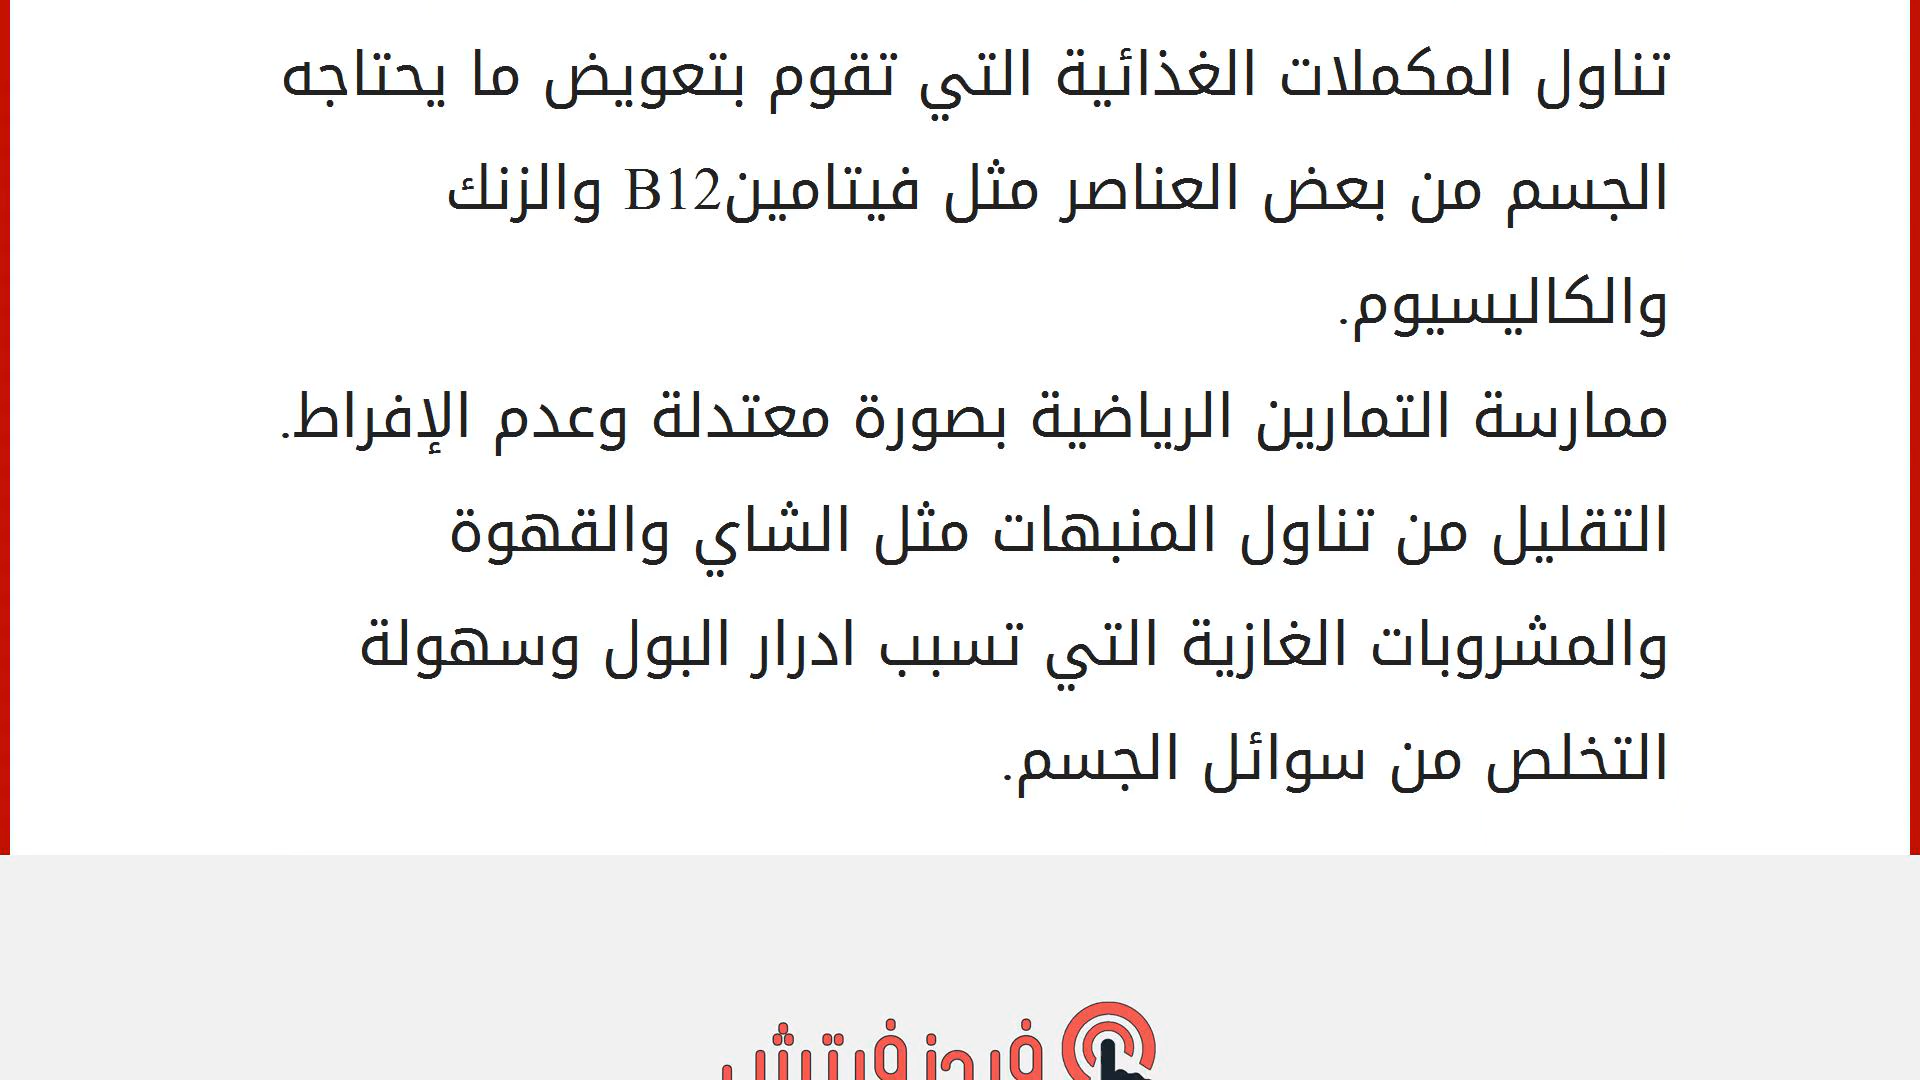 تناول المكملات الغذائية التي تقوم بتعويض ما يحتاجه
الجسم من بعض العناصر مثل فيتامينB12 والزنك
والكاليسيوم.
ممارسة التمارين الرياضية بصورة معتدلة وعدم الإفراط.
التقليل من تناول المنبهات مثل الشاي والقهوة
والمشروبات الغازية التي تسبب ادرار البول وسهولة
التخلص من سوائل الجسم.